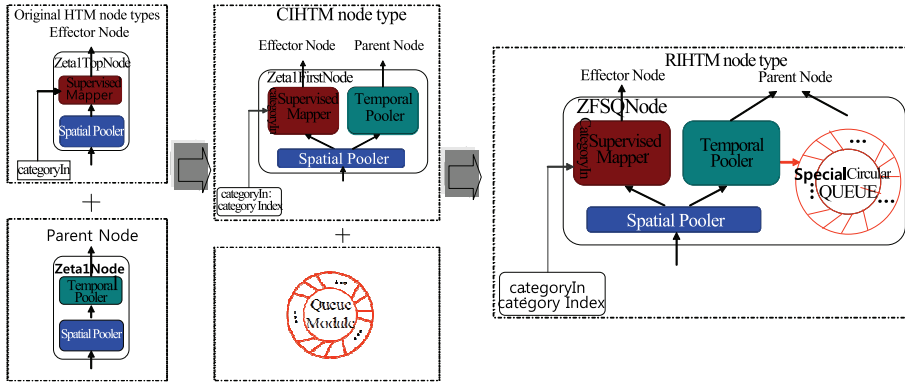 Original HTM node types
Effector Node
Zeta1TopNode
Supervised
Mapper
Spatial Pooler
categoryIn
+
Parent Node
Zeta1Node
Temporal
Pooler
Spatial Pooler
CIHTM node type
Effector Node
Parent Node
Zeta1FirstNode
CategoryIn
Supervised
Mapper
Temporal
Pooler
Spatial Pooler
categoryIn:
category Index
+
Queue
Module
RIHTM node type
Effector Node
Parent Node
ZFSQNode
CategoryIn
Supervised
Mapper
Temporal
Pooler
Special Circular
QUEUE
Spatial Pooler
categoryIn
category Index